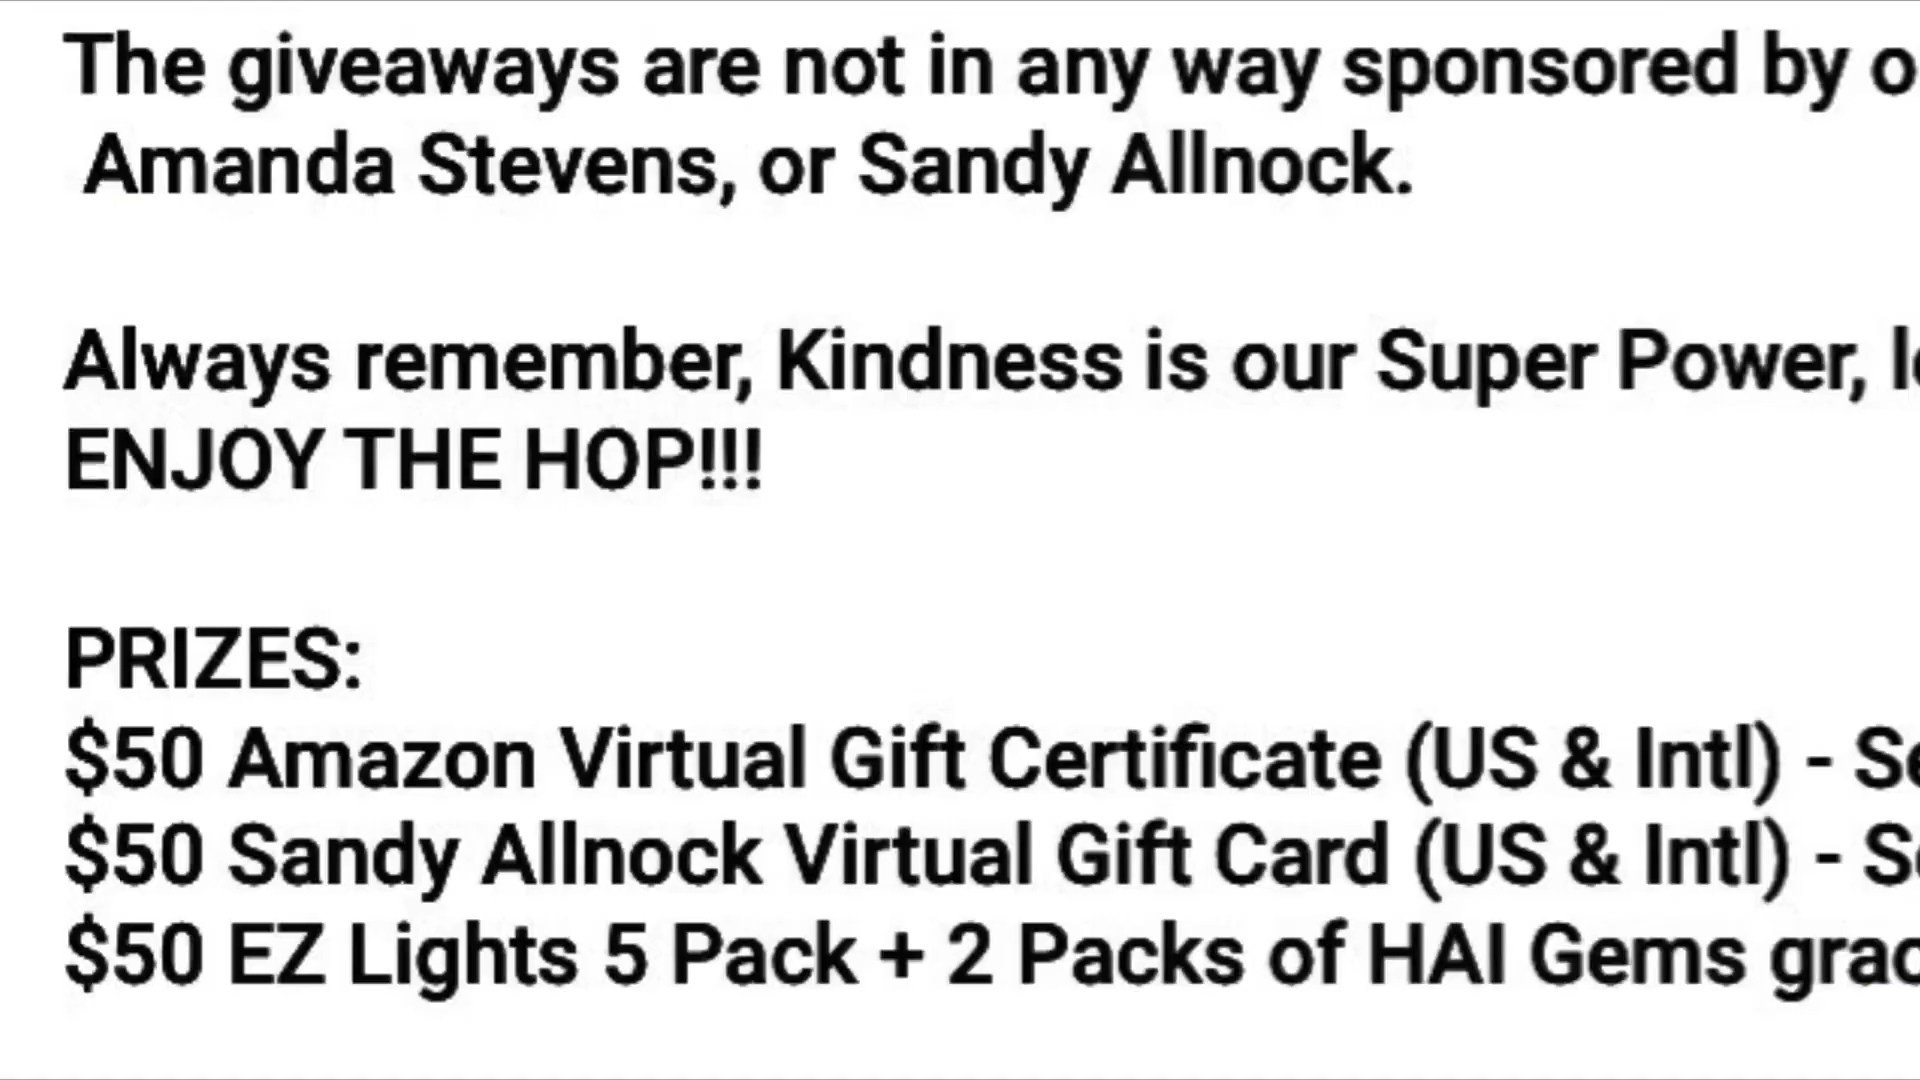 The giveaways are not in any way sponsored by
Amanda Stevens, or Sandy Allnock.
Always remember, Kindness is our Super Power,
ENJOY THE HOP!!!
PRIZES:
$50 Amazon Virtual Gift Certificate (US & Intl) -
$50 Sandy Allnock Virtual Gift Card (US & Intl) -
$50 EZ Lights 5 Pack + 2 Packs of HAI Gems